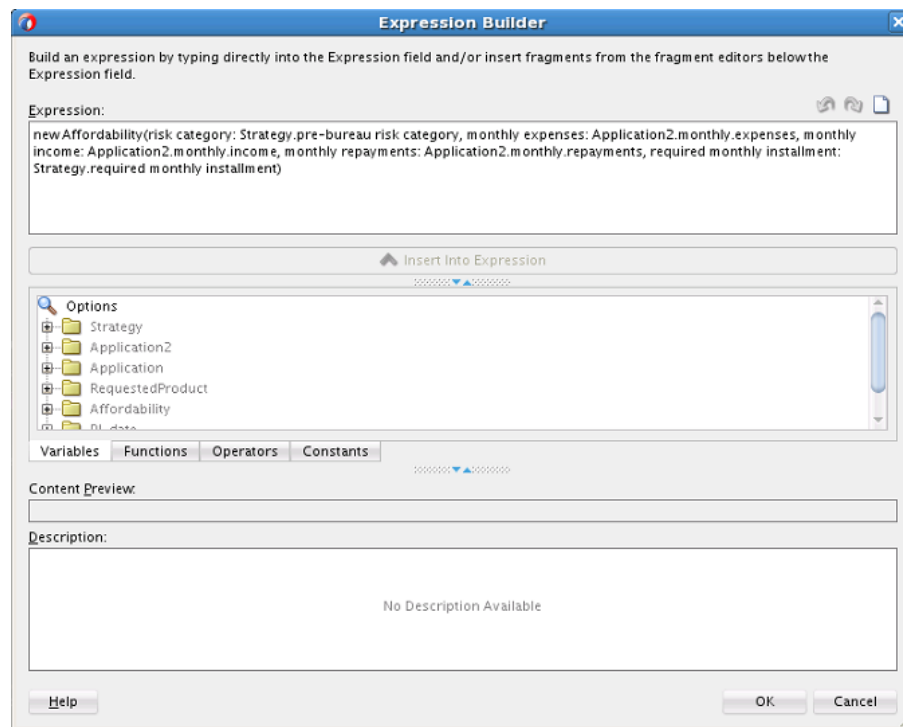 Expression Builder
Build an expression by typing directly into the Expression field and/or insert fragments from the fragment editors below the
Expression field.
Expression:
new Affordability(risk category: Strategy.pre-bureau risk category, monthly expenses: Application2.monthly.expenses, monthly
income: Application2.monthly.income, monthly repayments: Application2.monthly.repayments, required monthly installment:
Strategy.required monthly installment)
Insert Into Expression
Options
Strategy
Application2
Application
RequestedProduct
Affordability
Variables Functions Operators Constants
Content Preview:
Description:
No Description Available
Help OK Cancel